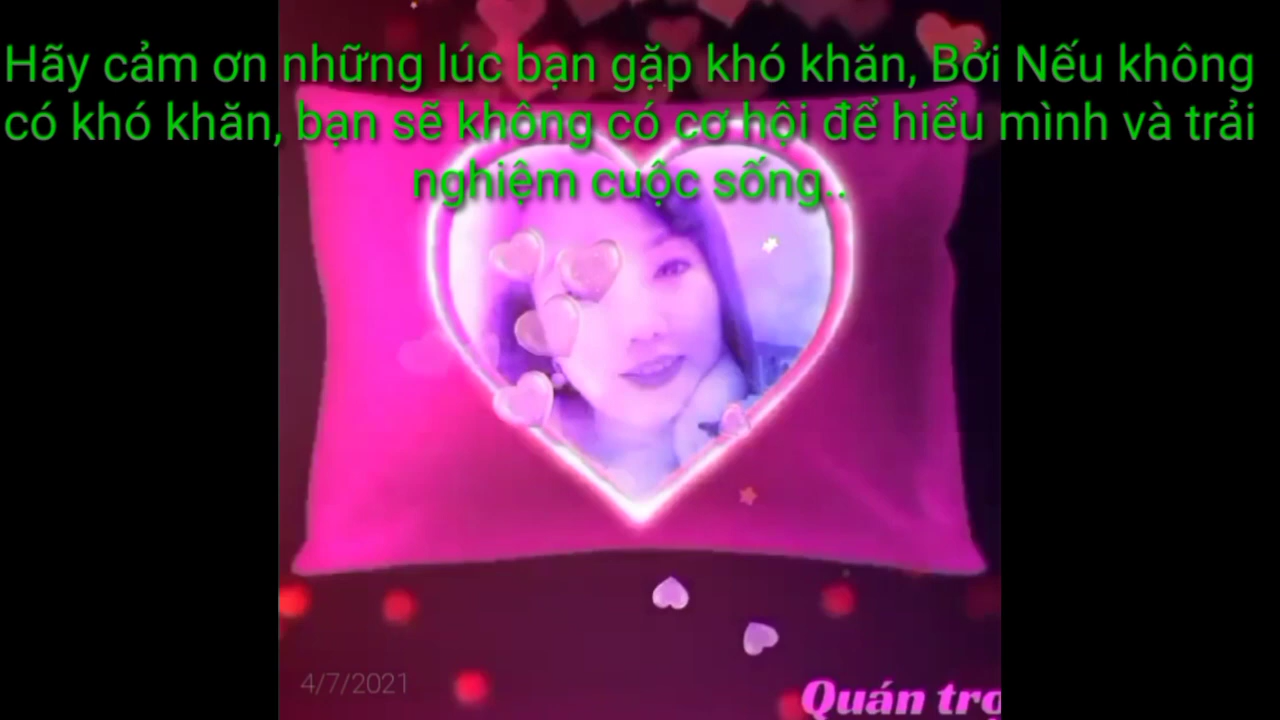 Hãy cảm ơn những lúc bạn gặp khó khăn, Bởi Nếu không
có khó khăn, bạn sẽ không có cơ hội để hiểu mình và trải
nghiệm cuộc sống..
4/7/2021
Quán